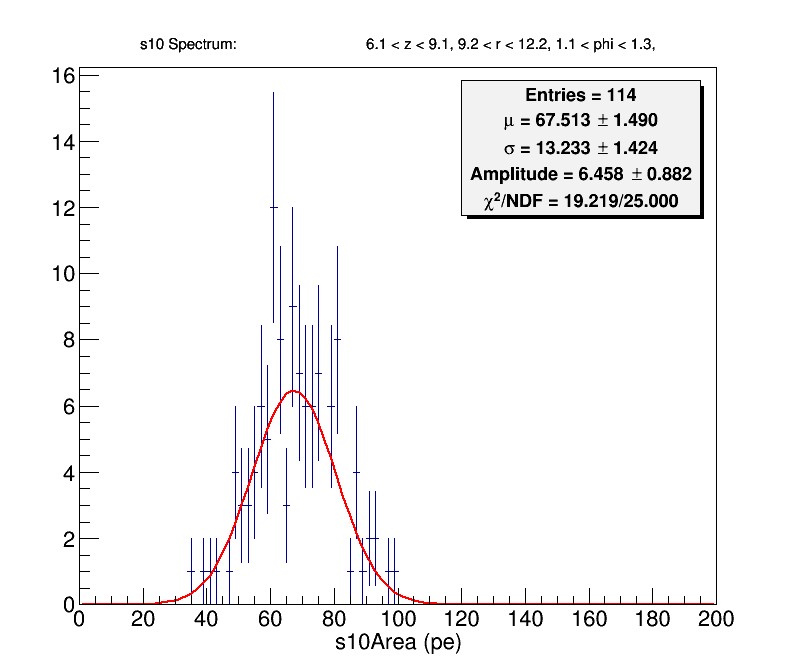 s10 Spectrum: 6.1 < z < 9.1, 9.2 < r < 12.2, 1.1 < phi < 1.3,
Entries = 114
μ = 67.513 ± 1.490
σ = 13.233 ± 1.424
Amplitude = 6.458 ± 0.882
χ²/NDF = 19.219/25.000
16
14
12
10
8
6
4
2
0
0 20 40 60 80 100 120 140 160 180 200
s10Area (pe)